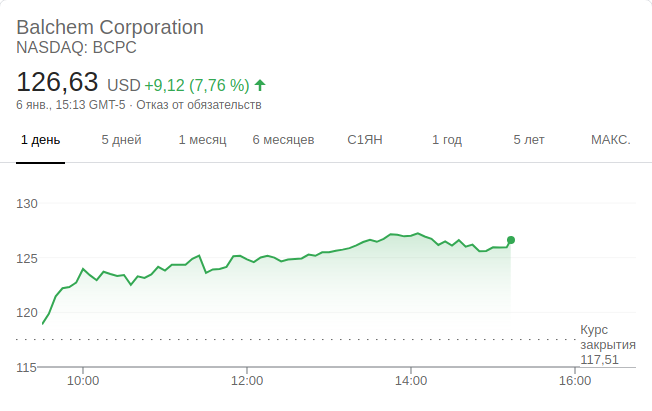 Balchem Corporation
NASDAQ: BCPC
126,63 USD +9,12 (7,76 %)
6 янв., 15:13 GMT-5 · Отказ от обязательств
1 день 5 дней 1 месяц 6 месяцев С1ЯН 1 год 5 лет МАКС.
130
125
120
Курс
закрытия
117,51
115
10:00 12:00 14:00 16:00